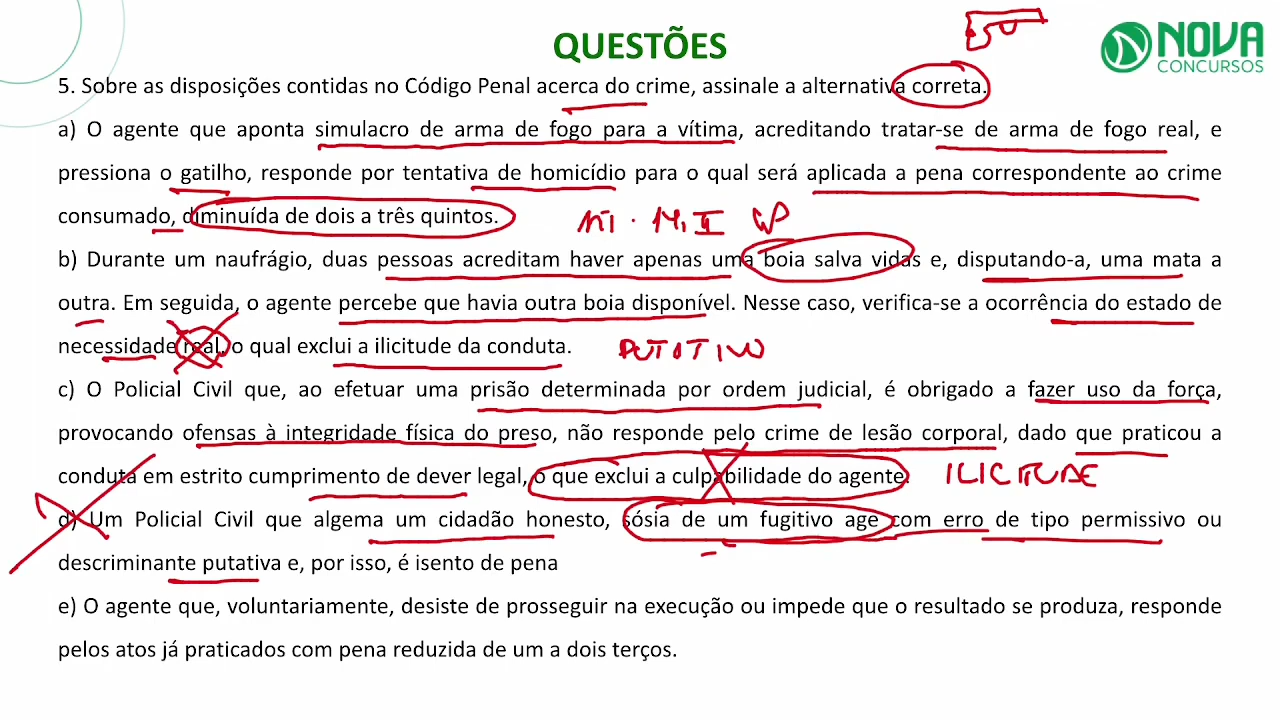 QUESTÕES
NOVA
CONCURSOS
5. Sobre as disposições contidas no Código Penal acerca do crime, assinale a alternativa correta.
a) O agente que aponta simulacro de arma de fogo para a vítima, acreditando tratar-se de arma de fogo real, e
pressiona o gatilho, responde por tentativa de homicídio para o qual será aplicada a pena correspondente ao crime
consumado, diminuída de dois a três quintos.
b) Durante um naufrágio, duas pessoas acreditam haver apenas uma boia salva vidas e, disputando-a, uma mata a
outra. Em seguida, o agente percebe que havia outra boia disponível. Nesse caso, verifica-se a ocorrência do estado de
necessidade real, o qual exclui a ilicitude da conduta. PUTATIVO
c) O Policial Civil que, ao efetuar uma prisão determinada por ordem judicial, é obrigado a fazer uso da força,
provocando ofensas à integridade física do preso, não responde pelo crime de lesão corporal, dado que praticou a
conduta em estrito cumprimento de dever legal, o que exclui a culpabilidade do agente. ILICITUDE
d) Um Policial Civil que algema um cidadão honesto, sósia de um fugitivo age com erro de tipo permissivo ou
descriminante putativa e, por isso, é isento de pena
e) O agente que, voluntariamente, desiste de prosseguir na execução ou impede que o resultado se produza, responde
pelos atos já praticados com pena reduzida de um a dois terços.